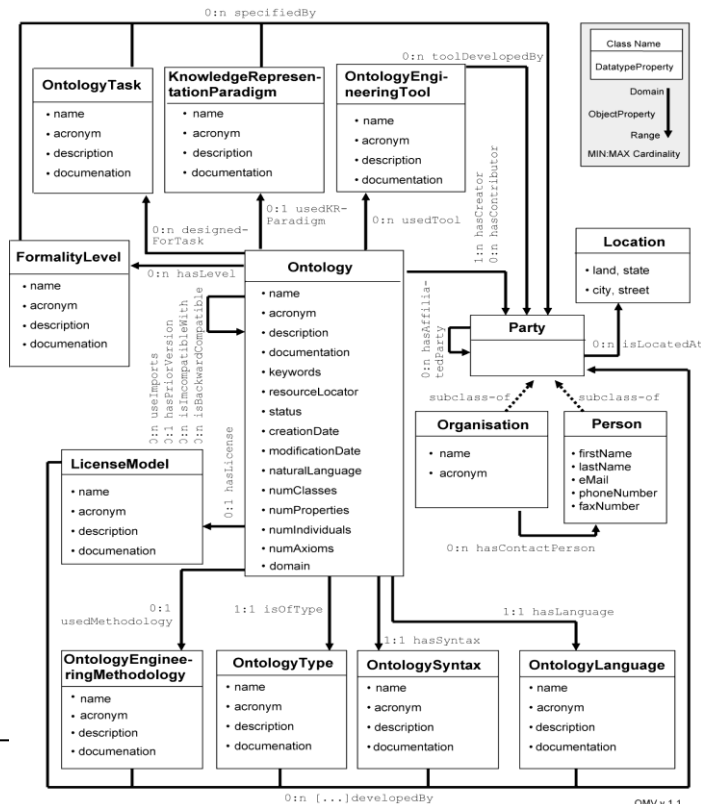 0:n specifiedBy
Class Name
DatatypeProperty
Domain
ObjectProperty
Range
MIN:MAX Cardinality
0:n toolDevelopedBy
OntologyTask
• name
• acronym
• description
• documenation
KnowledgeRepresen-
tationParadigm
• name
• acronym
• description
• documenation
OntologyEngi-
neeringTool
• name
• acronym
• description
• documentation
0:n designed-
ForTask
0:1 usedKR-
Paradigm
0:n usedTool
1:n hasCreator
0:n hasContributor
FormalityLevel
• name
• acronym
• description
• documenation
0:n hasLevel
Ontology
• name
• acronym
• description
• documentation
• keywords
• resourceLocator
• status
• creationDate
• modificationDate
• naturalLanguage
• numClasses
• numProperties
• numIndividuals
• numAxioms
• domain
Location
• land, state
• city, street
0:n isLocatedAt
Party
0:n hasAffilia-
tedParty
subclass-of
subclass-of
Organisation
• name
• acronym
Person
• firstName
• lastName
• eMail
• phoneNumber
• faxNumber
0:n hasContactPerson
0:n useImports
0:1 hasPriorVersion
0:n isImcompatibleWith
0:n isBackwardCompatible
LicenseModel
• name
• acronym
• description
• documenation
0:1 hasLicense
0:1
usedMethodology
1:1 isOfType
1:1 hasSyntax
1:1 hasLanguage
OntologyEnginee-
ringMethodology
• name
• acronym
• description
• documentation
OntologyType
• name
• acronym
• description
• documentation
OntologySyntax
• name
• acronym
• description
• documentation
OntologyLanguage
• name
• acronym
• description
• documentation
0:n [...]developedBy
OMV v 1.1